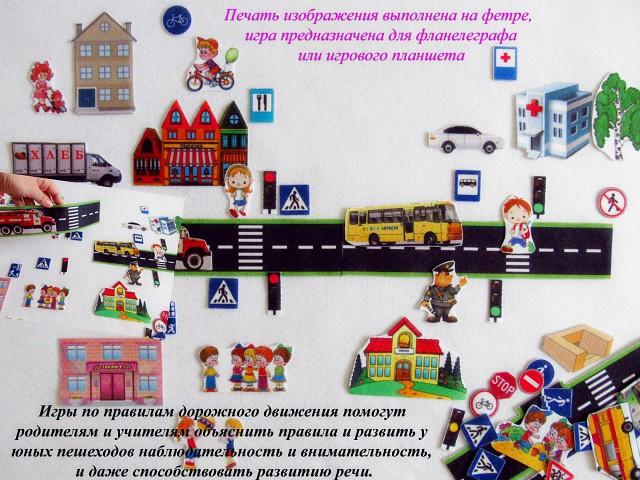 Печать изображения выполнена на фетре,
игра предназначена для фланелеграфа
или игрового планшета
ХЛЕБ
STOP
Игры по правилам дорожного движения помогут
родителям и учителям объяснить правила и развить у
юных пешеходов наблюдательность и внимательность,
и даже способствовать развитию речи.